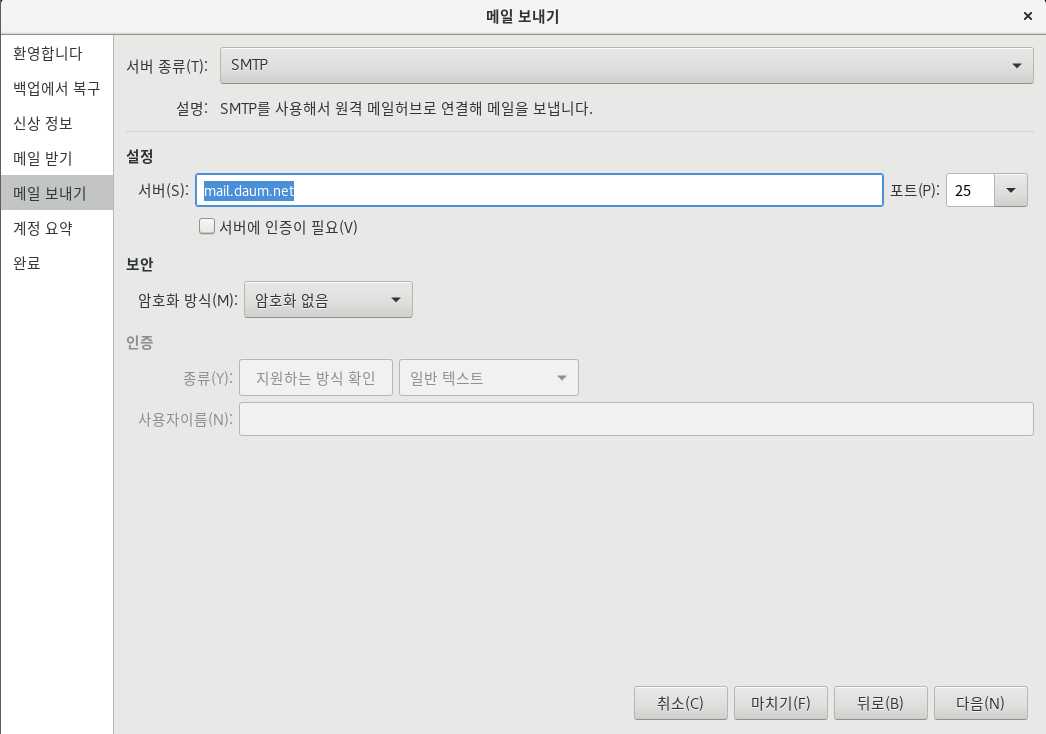 메일 보내기
환영합니다
백업에서 복구
신상 정보
메일 받기
메일 보내기
계정 요약
완료
서버 종류(T): SMTP
설명: SMTP를 사용해서 원격 메일허브로 연결해 메일을 보냅니다.
설정
서버(S): mail.daum.net 포트(P): 25
서버에 인증이 필요(V)
보안
암호화 방식(M): 암호화 없음
인증
종류(Y): 지원하는 방식 확인 일반 텍스트
사용자이름(N):
취소(C) 마치기(F) 뒤로(B) 다음(N)